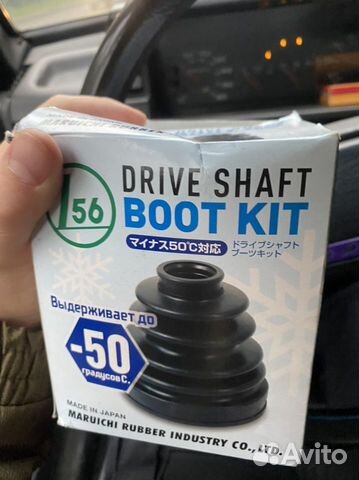 MARUICHI RUBBER
156
DRIVE SHAFT
BOOT KIT
マイナス50℃対応
ドライブシャフト
ブーツキット
Выдерживает до
-50
градусов С.
MADE IN JAPAN
MARUICHI RUBBER INDUSTRY CO., LTD.
Avito